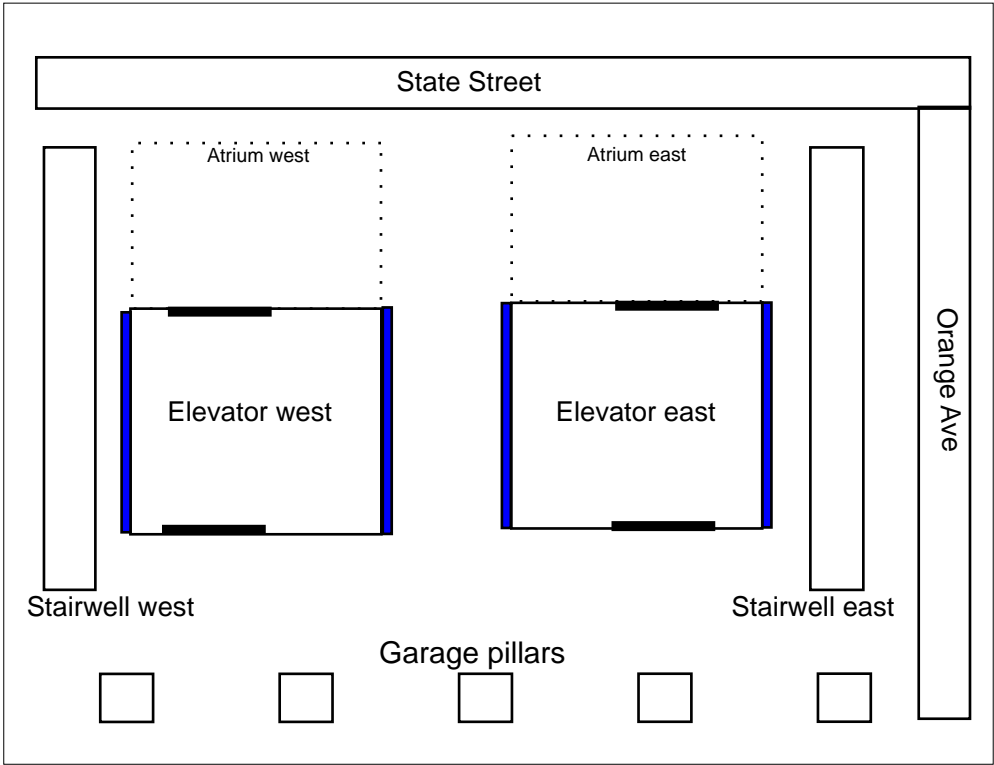 State Street
Atrium west
Atrium east
Orange Ave
Elevator west
Elevator east
Stairwell west
Stairwell east
Garage pillars